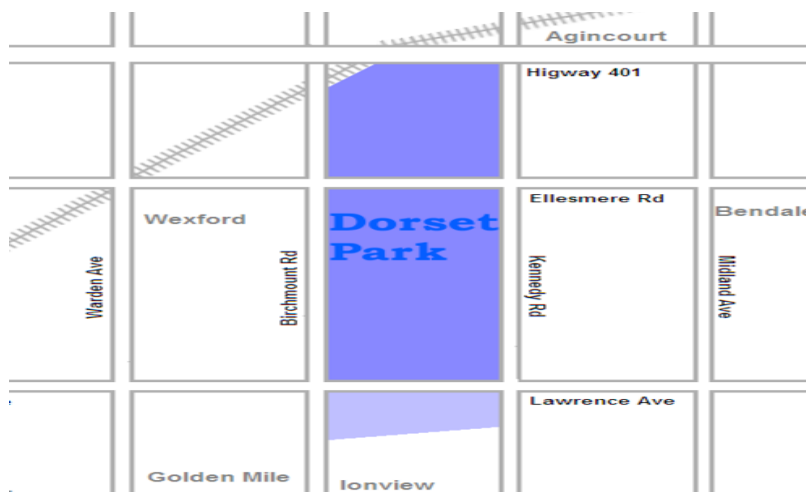 Agincourt
Higway 401
Ellesmere Rd
Wexford
Dorset
Park
Bendale
Warden Ave
Birchmount Rd
Kennedy Rd
Midland Ave
Lawrence Ave
Golden Mile
Ionview